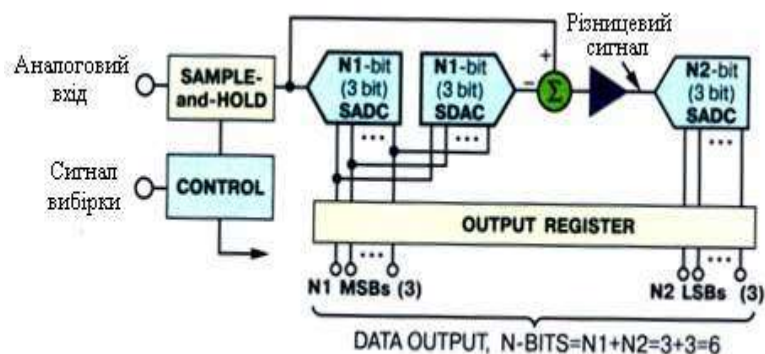 Аналоговий
вхід
SAMPLE-
and-HOLD
N1-bit
(3 bit)
SADC
N1-bit
(3 bit)
SDAC
+
−
Σ
Різницевий
сигнал
N2-bit
(3 bit)
SADC
Сигнал
вибірки
CONTROL
OUTPUT REGISTER
N1 MSBs (3)
N2 LSBs (3)
DATA OUTPUT, N-BITS=N1+N2=3+3=6